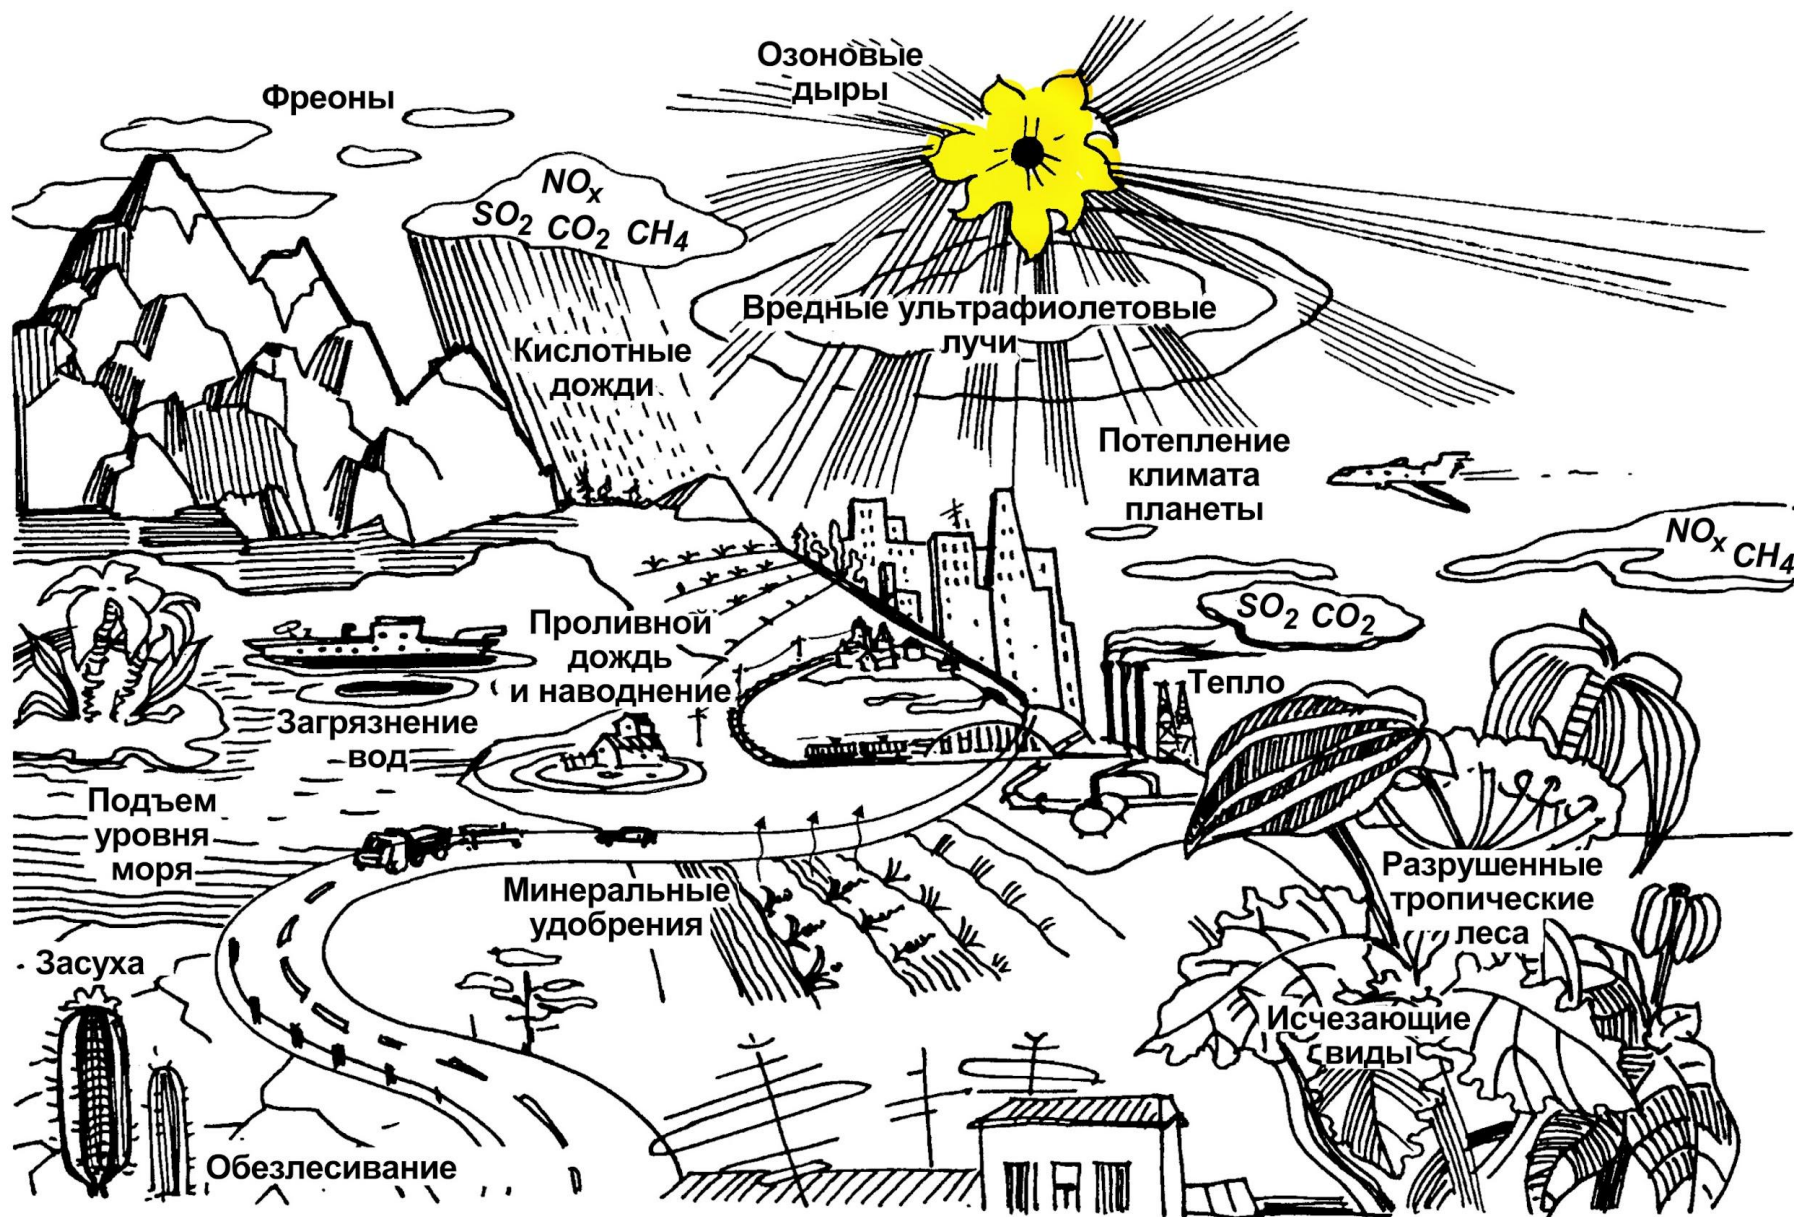 Озоновые
дыры
Фреоны
NOx
SO2 CO2 CH4
Вредные ультрафиолетовые
лучи
Кислотные
дожди
Потепление
климата
планеты
NOx CH4
SO2 CO2
Проливной
дождь
и наводнение
Тепло
Загрязнение
вод
Подъем
уровня
моря
Минеральные
удобрения
Разрушенные
тропические
леса
Засуха
Исчезающие
виды
Обезлесивание